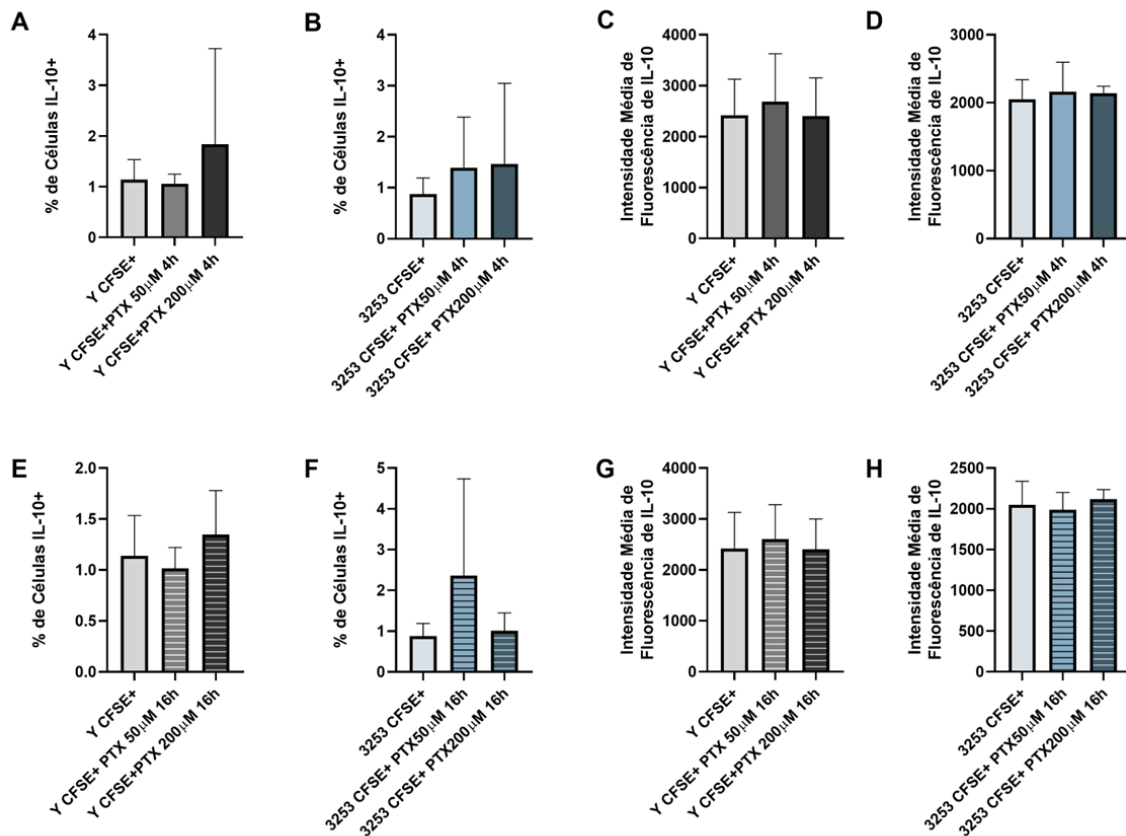 A
% de Células IL-10+
4
3
2
1
0
Y CFSE+
Y CFSE+PTX 50μM 4h
Y CFSE+PTX 200μM 4h
B
% de Células IL-10+
4
3
2
1
0
3253 CFSE+
3253 CFSE+ PTX50μM 4h
3253 CFSE+ PTX200μM 4h
C
Intensidade Média de
Fluorescência de IL-10
4000
3000
2000
1000
0
Y CFSE+
Y CFSE+PTX 50μM 4h
Y CFSE+PTX 200μM 4h
D
Intensidade Média de
Fluorescência de IL-10
3000
2000
1000
0
3253 CFSE+
3253 CFSE+ PTX50μM 4h
3253 CFSE+ PTX200μM 4h
E
% de Células IL-10+
2.0
1.5
1.0
0.5
0.0
Y CFSE+
Y CFSE+ PTX 50μM 16h
Y CFSE+PTX 200μM 16h
F
% de Células IL-10+
5
4
3
2
1
0
3253 CFSE+
3253 CFSE+ PTX50μM 16h
3253 CFSE+ PTX200μM 16h
G
Intensidade Média de
Fluorescência de IL-10
4000
3000
2000
1000
0
Y CFSE+
Y CFSE+ PTX 50μM 16h
Y CFSE+PTX 200μM 16h
H
Intensidade Média de
Fluorescência de IL-10
2500
2000
1500
1000
500
0
3253 CFSE+
3253 CFSE+ PTX50μM 16h
3253 CFSE+ PTX200μM 16h